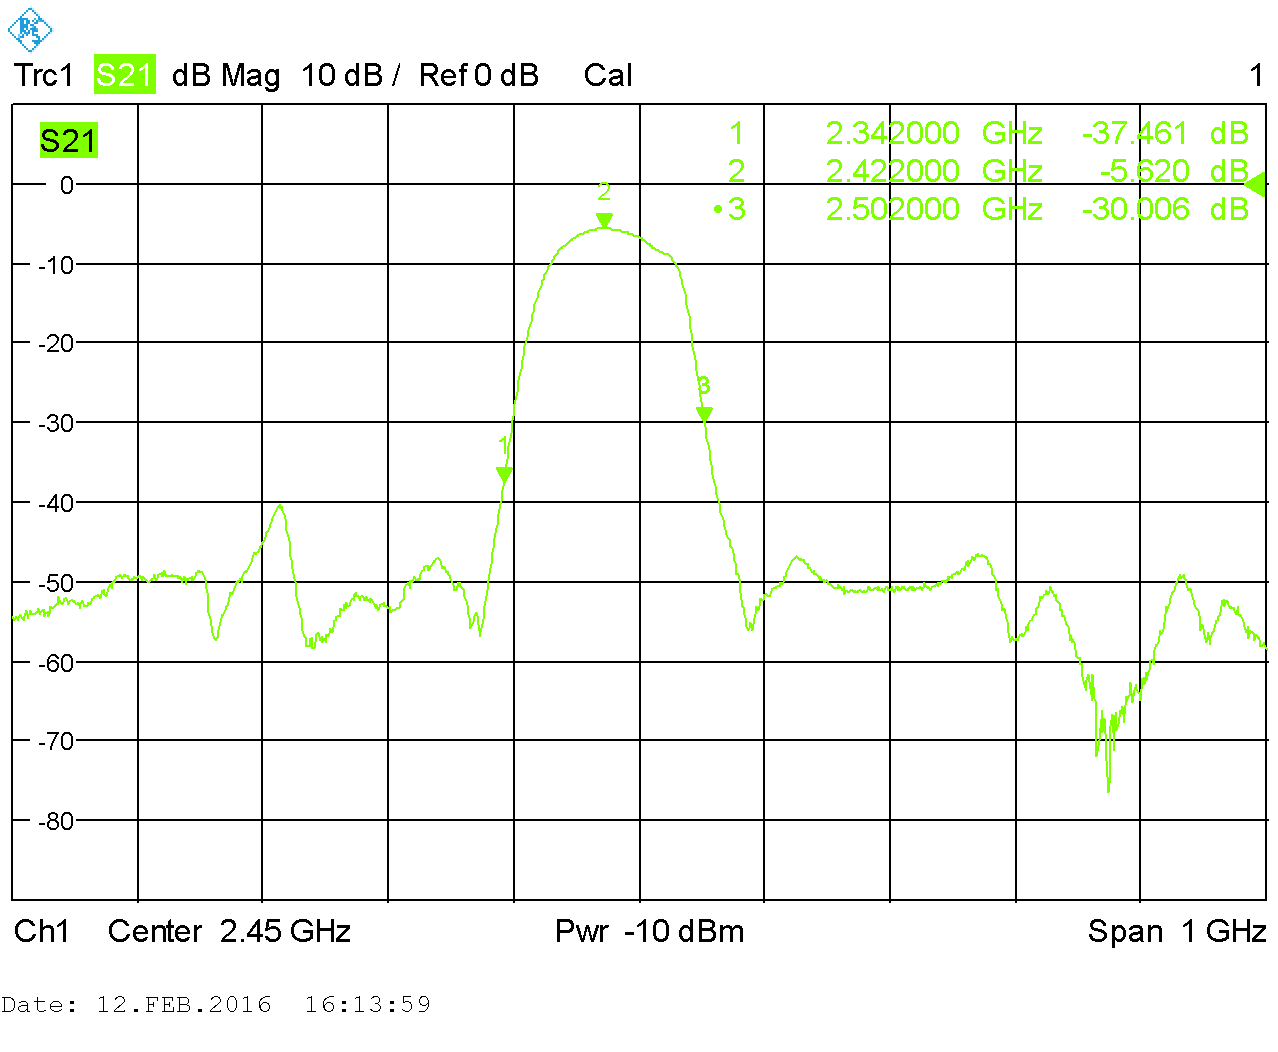 Trc1 S21 dB Mag 10 dB / Ref 0 dB Cal 1
S21
1 2.342000 GHz -37.461 dB
2 2.422000 GHz -5.620 dB
•3 2.502000 GHz -30.006 dB
0
2
-10
-20
3
-30
1
-40
-50
-60
-70
-80
Ch1 Center 2.45 GHz Pwr -10 dBm Span 1 GHz
Date: 12.FEB.2016 16:13:59